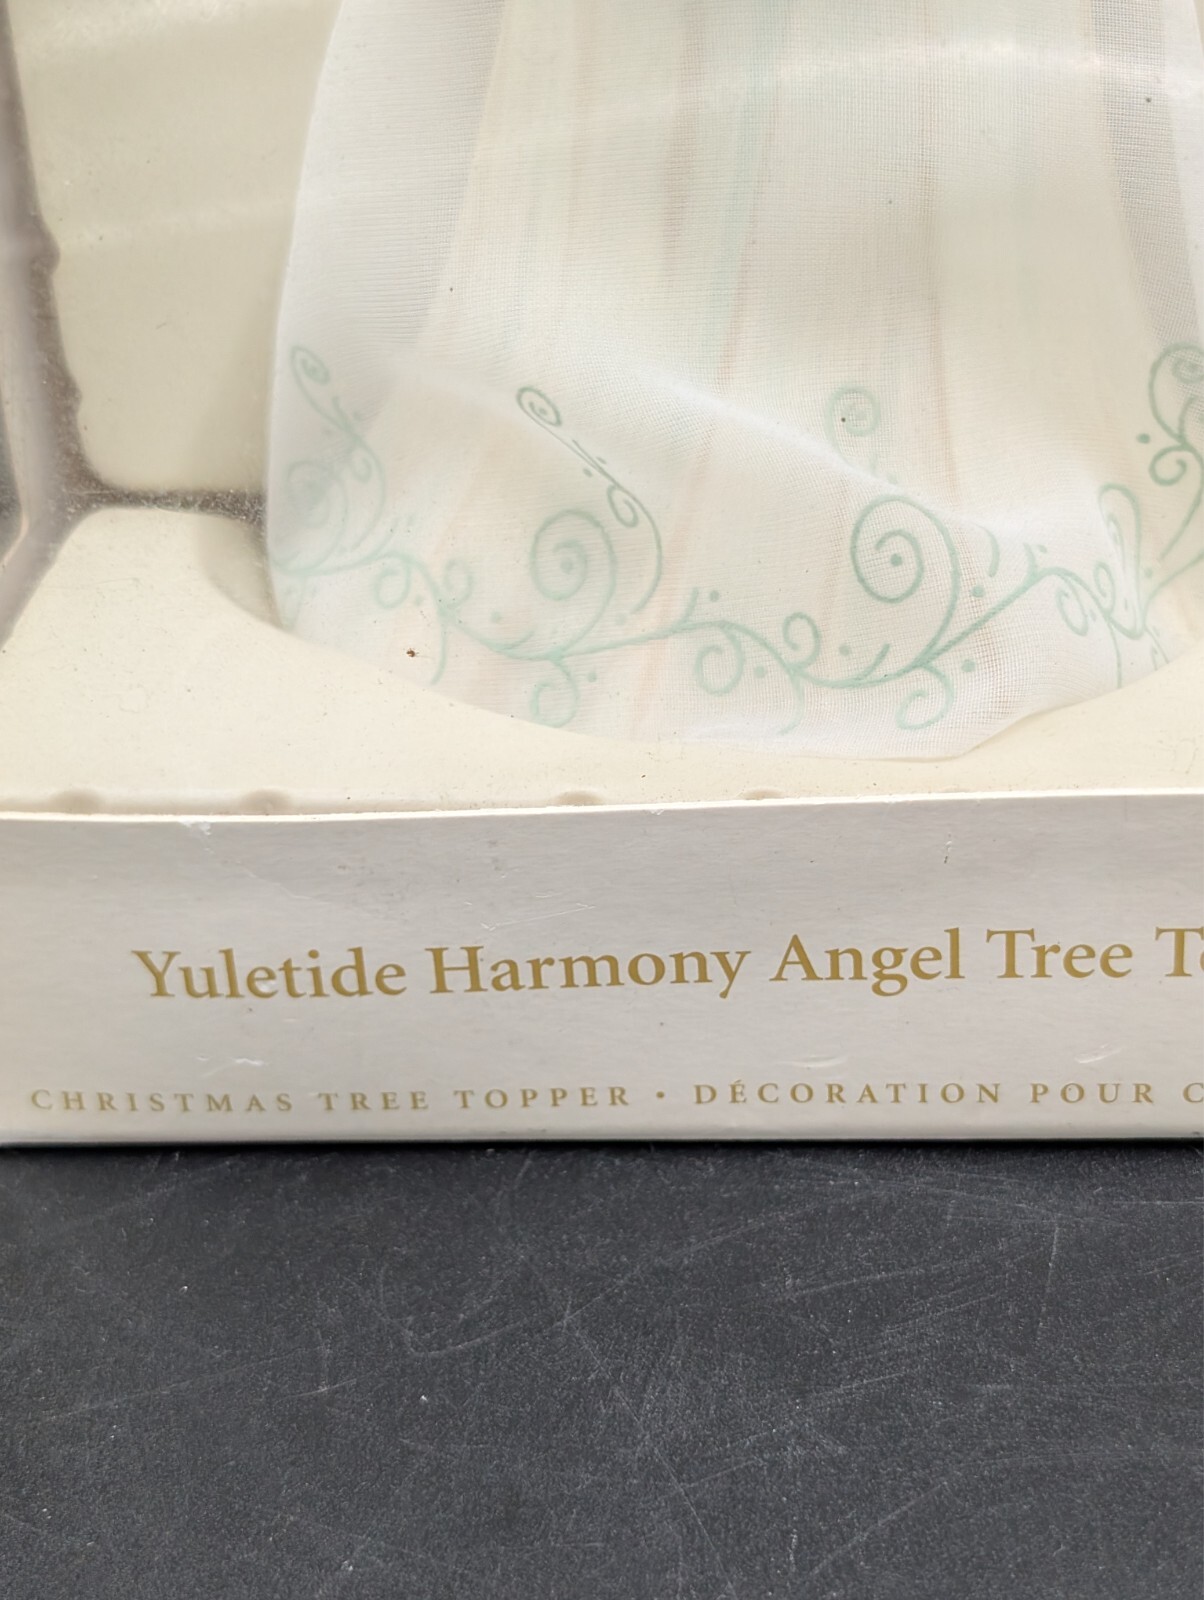 Yuletide Harmony Angel Tree
CHRISTMAS TREE TOPPER • DÉCORATION POUR